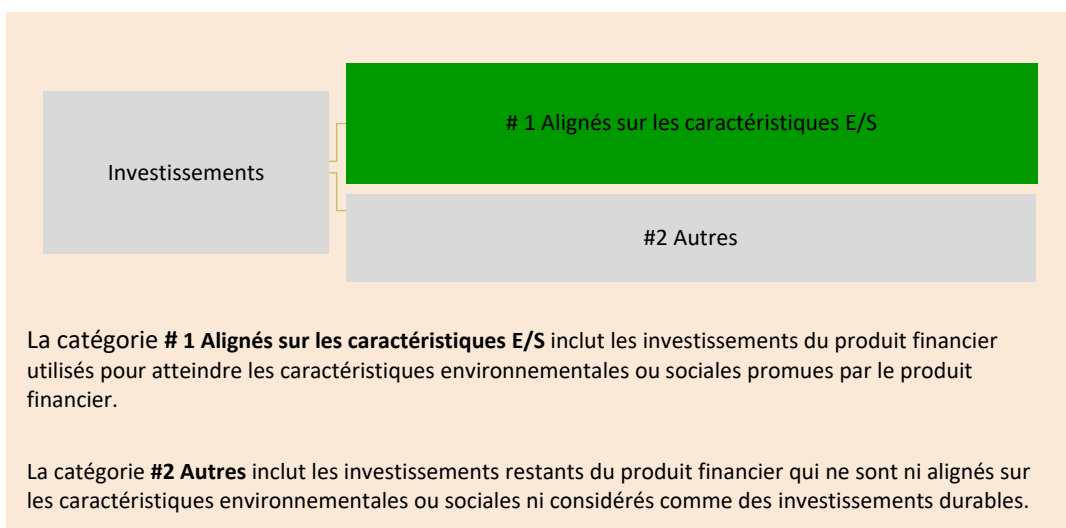 # 1 Alignés sur les caractéristiques E/S
Investissements
#2 Autres
La catégorie # 1 Alignés sur les caractéristiques E/S inclut les investissements du produit financier
utilisés pour atteindre les caractéristiques environnementales ou sociales promues par le produit
financier.
La catégorie #2 Autres inclut les investissements restants du produit financier qui ne sont ni alignés sur
les caractéristiques environnementales ou sociales ni considérés comme des investissements durables.